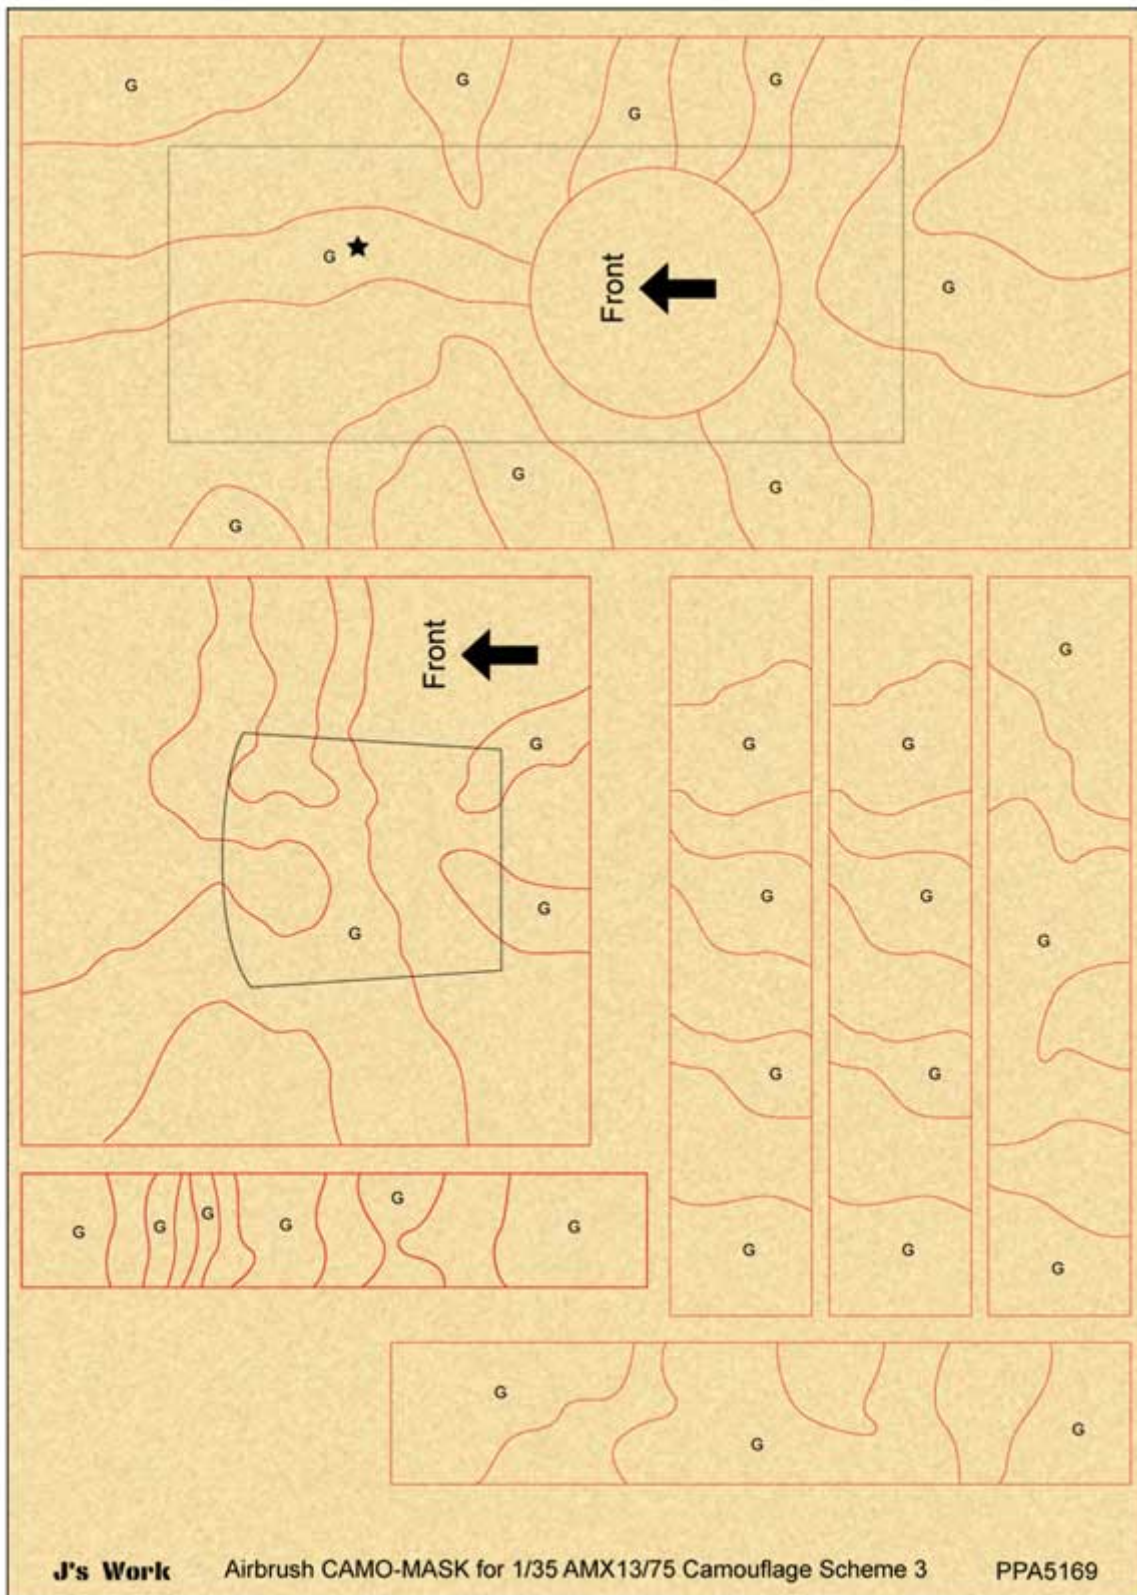 G G G G
G ★ Front G
G G G
Front
G G G G
G G G G G
G G G
G G G G G G
G G G
G G G
J's Work Airbrush CAMO-MASK for 1/35 AMX13/75 Camouflage Scheme 3 PPA5169